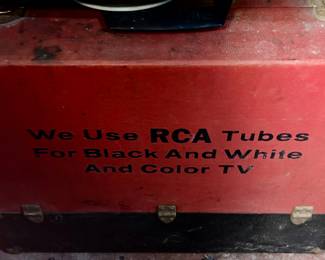 We Use RCA Tubes
For Black And White
And Color TV